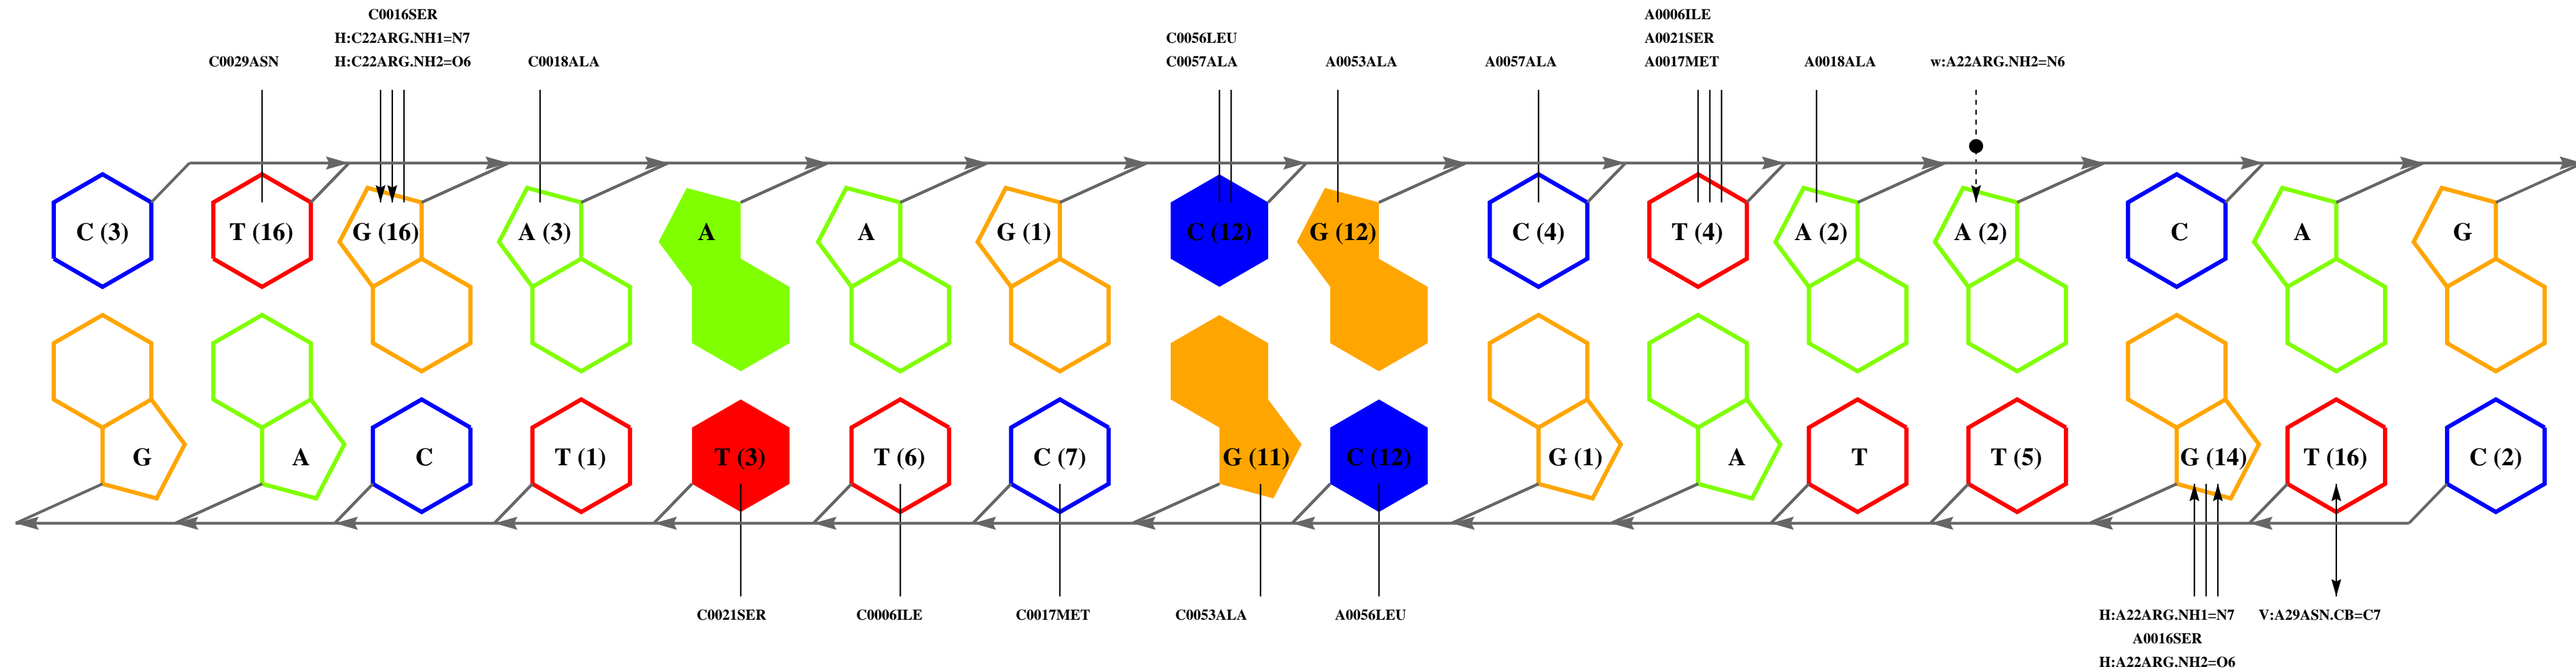 C0016SER
A0006ILE
H:C22ARG.NH1=N7
C0056LEU
A0021SER
C0029ASN
H:C22ARG.NH2=O6
C0018ALA
C0057ALA
A0053ALA
A0057ALA
A0017MET
A0018ALA
w:A22ARG.NH2=N6
C (3)
T (16)
G (16)
A (3)
A
A
G (1)
C (12)
G (12)
C (4)
T (4)
A (2)
A (2)
C
A
G
G
A
C
T (1)
T (3)
T (6)
C (7)
G (11)
C (12)
G (1)
A
T
T (5)
G (14)
T (16)
C (2)
C0021SER
C0006ILE
C0017MET
C0053ALA
A0056LEU
H:A22ARG.NH1=N7
V:A29ASN.CB=C7
A0016SER
H:A22ARG.NH2=O6